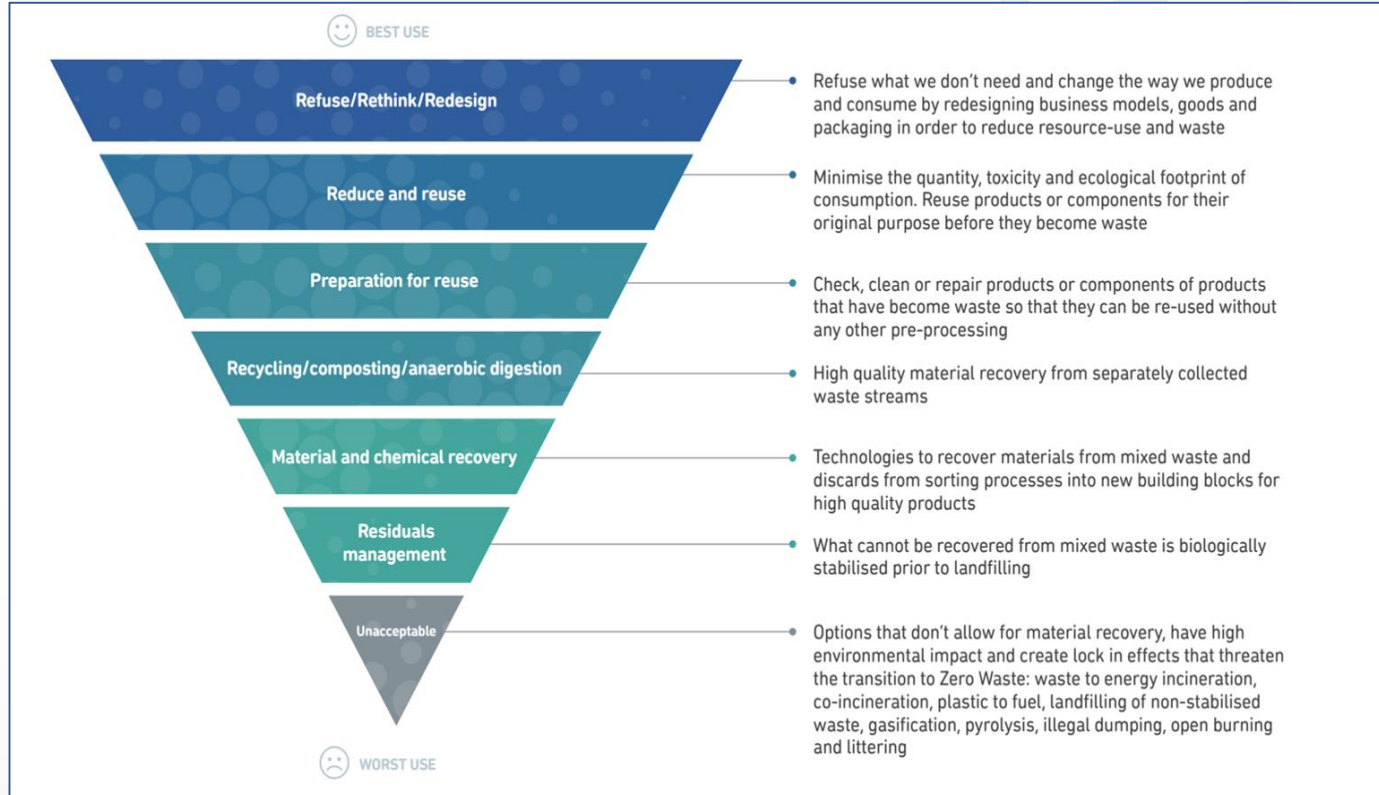 BEST USE
Refuse/Rethink/Redesign
Refuse what we don't need and change the way we produce
and consume by redesigning business models, goods and
packaging in order to reduce resource-use and waste
Reduce and reuse
Minimise the quantity, toxicity and ecological footprint of
consumption. Reuse products or components for their
original purpose before they become waste
Preparation for reuse
Check, clean or repair products or components of products
that have become waste so that they can be re-used without
any other pre-processing
Recycling/composting/anaerobic digestion
High quality material recovery from separately collected
waste streams
Material and chemical recovery
Technologies to recover materials from mixed waste and
discards from sorting processes into new building blocks for
high quality products
Residuals
management
What cannot be recovered from mixed waste is biologically
stabilised prior to landfilling
Unacceptable
Options that don't allow for material recovery, have high
environmental impact and create lock in effects that threaten
the transition to Zero Waste: waste to energy incineration,
co-incineration, plastic to fuel, landfilling of non-stabilised
waste, gasification, pyrolysis, illegal dumping, open burning
and littering
WORST USE